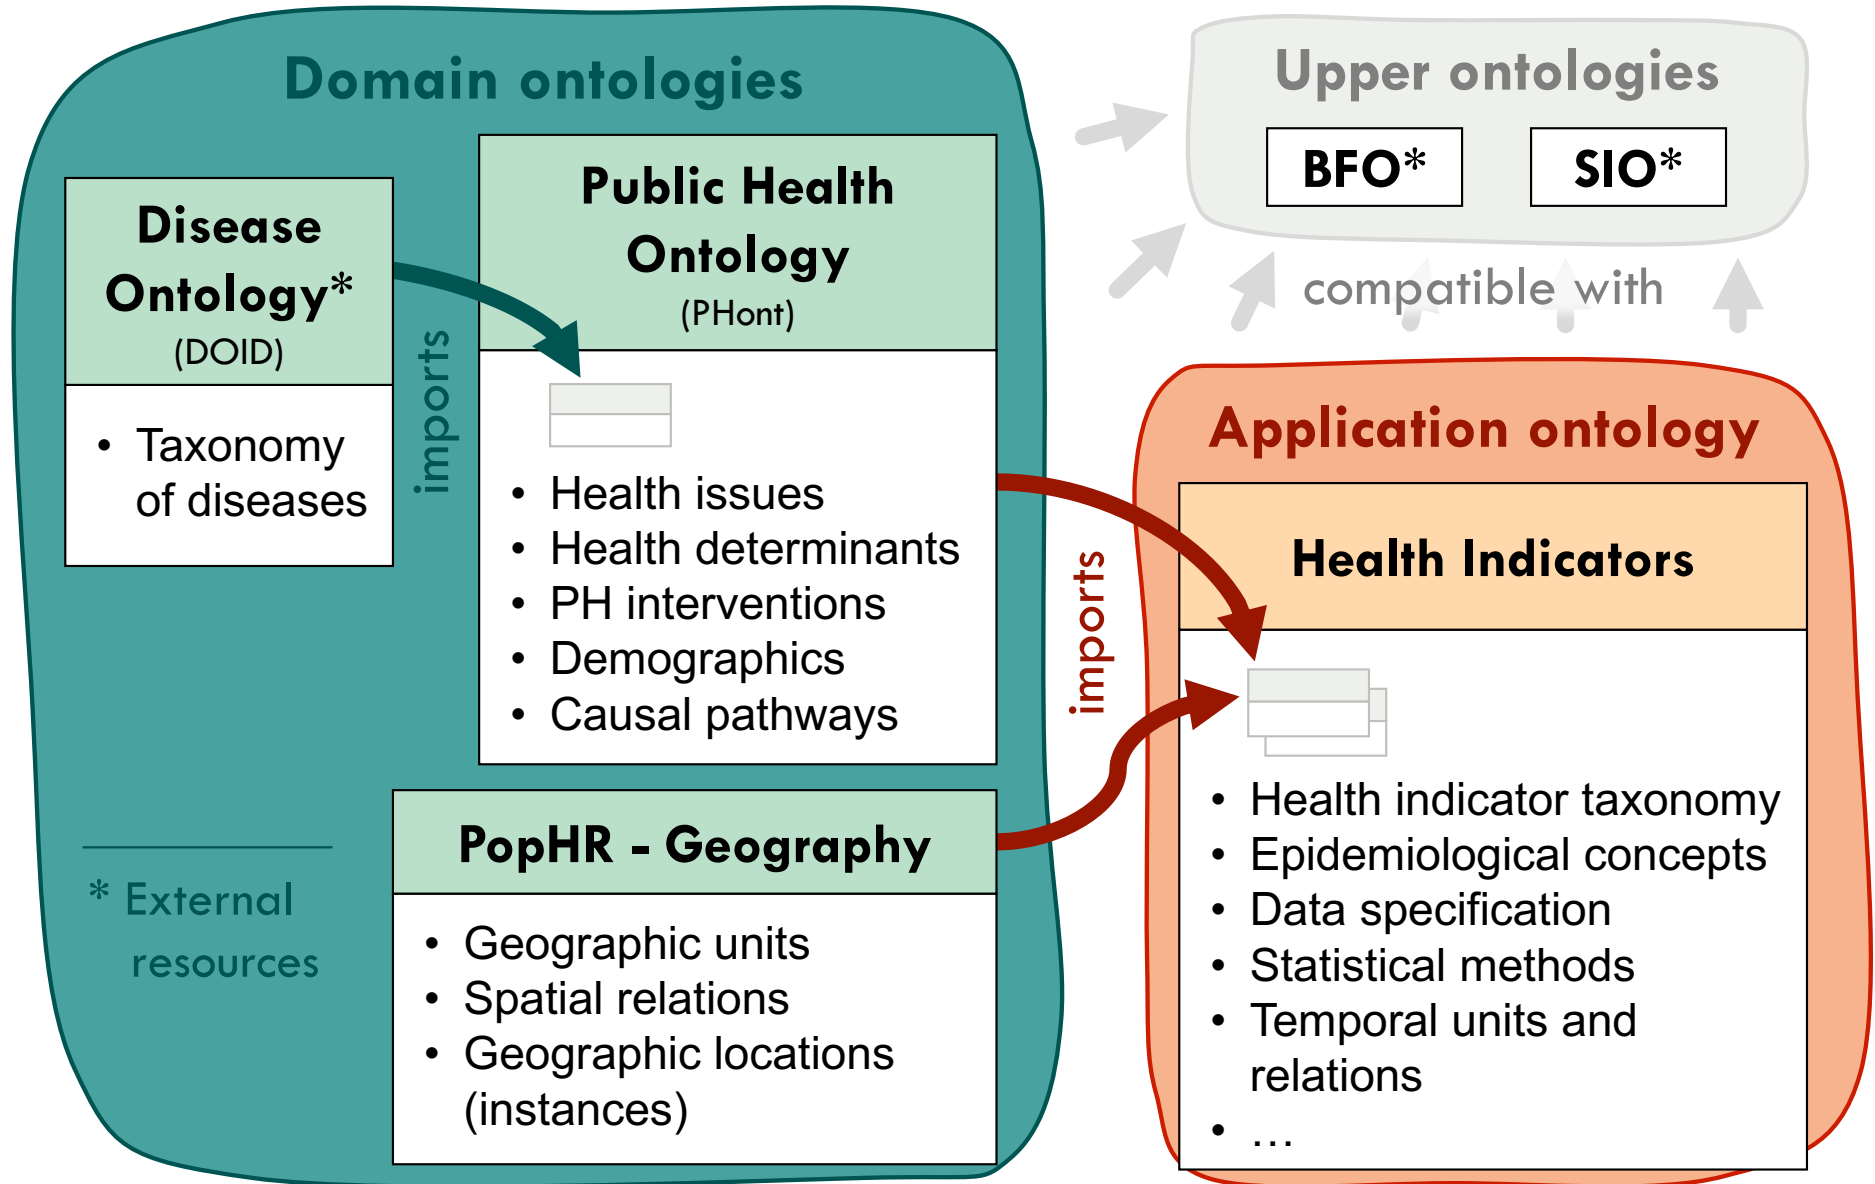 Domain ontologies
Disease
Ontology*
(DOID)
• Taxonomy
of diseases
imports
Public Health
Ontology
(PHont)
• Health issues
• Health determinants
• PH interventions
• Demographics
• Causal pathways
PopHR - Geography
• Geographic units
• Spatial relations
• Geographic locations
(instances)
* External
resources
Upper ontologies
BFO*
SIO*
compatible with
imports
Application ontology
Health Indicators
• Health indicator taxonomy
• Epidemiological concepts
• Data specification
• Statistical methods
• Temporal units and
relations
• …